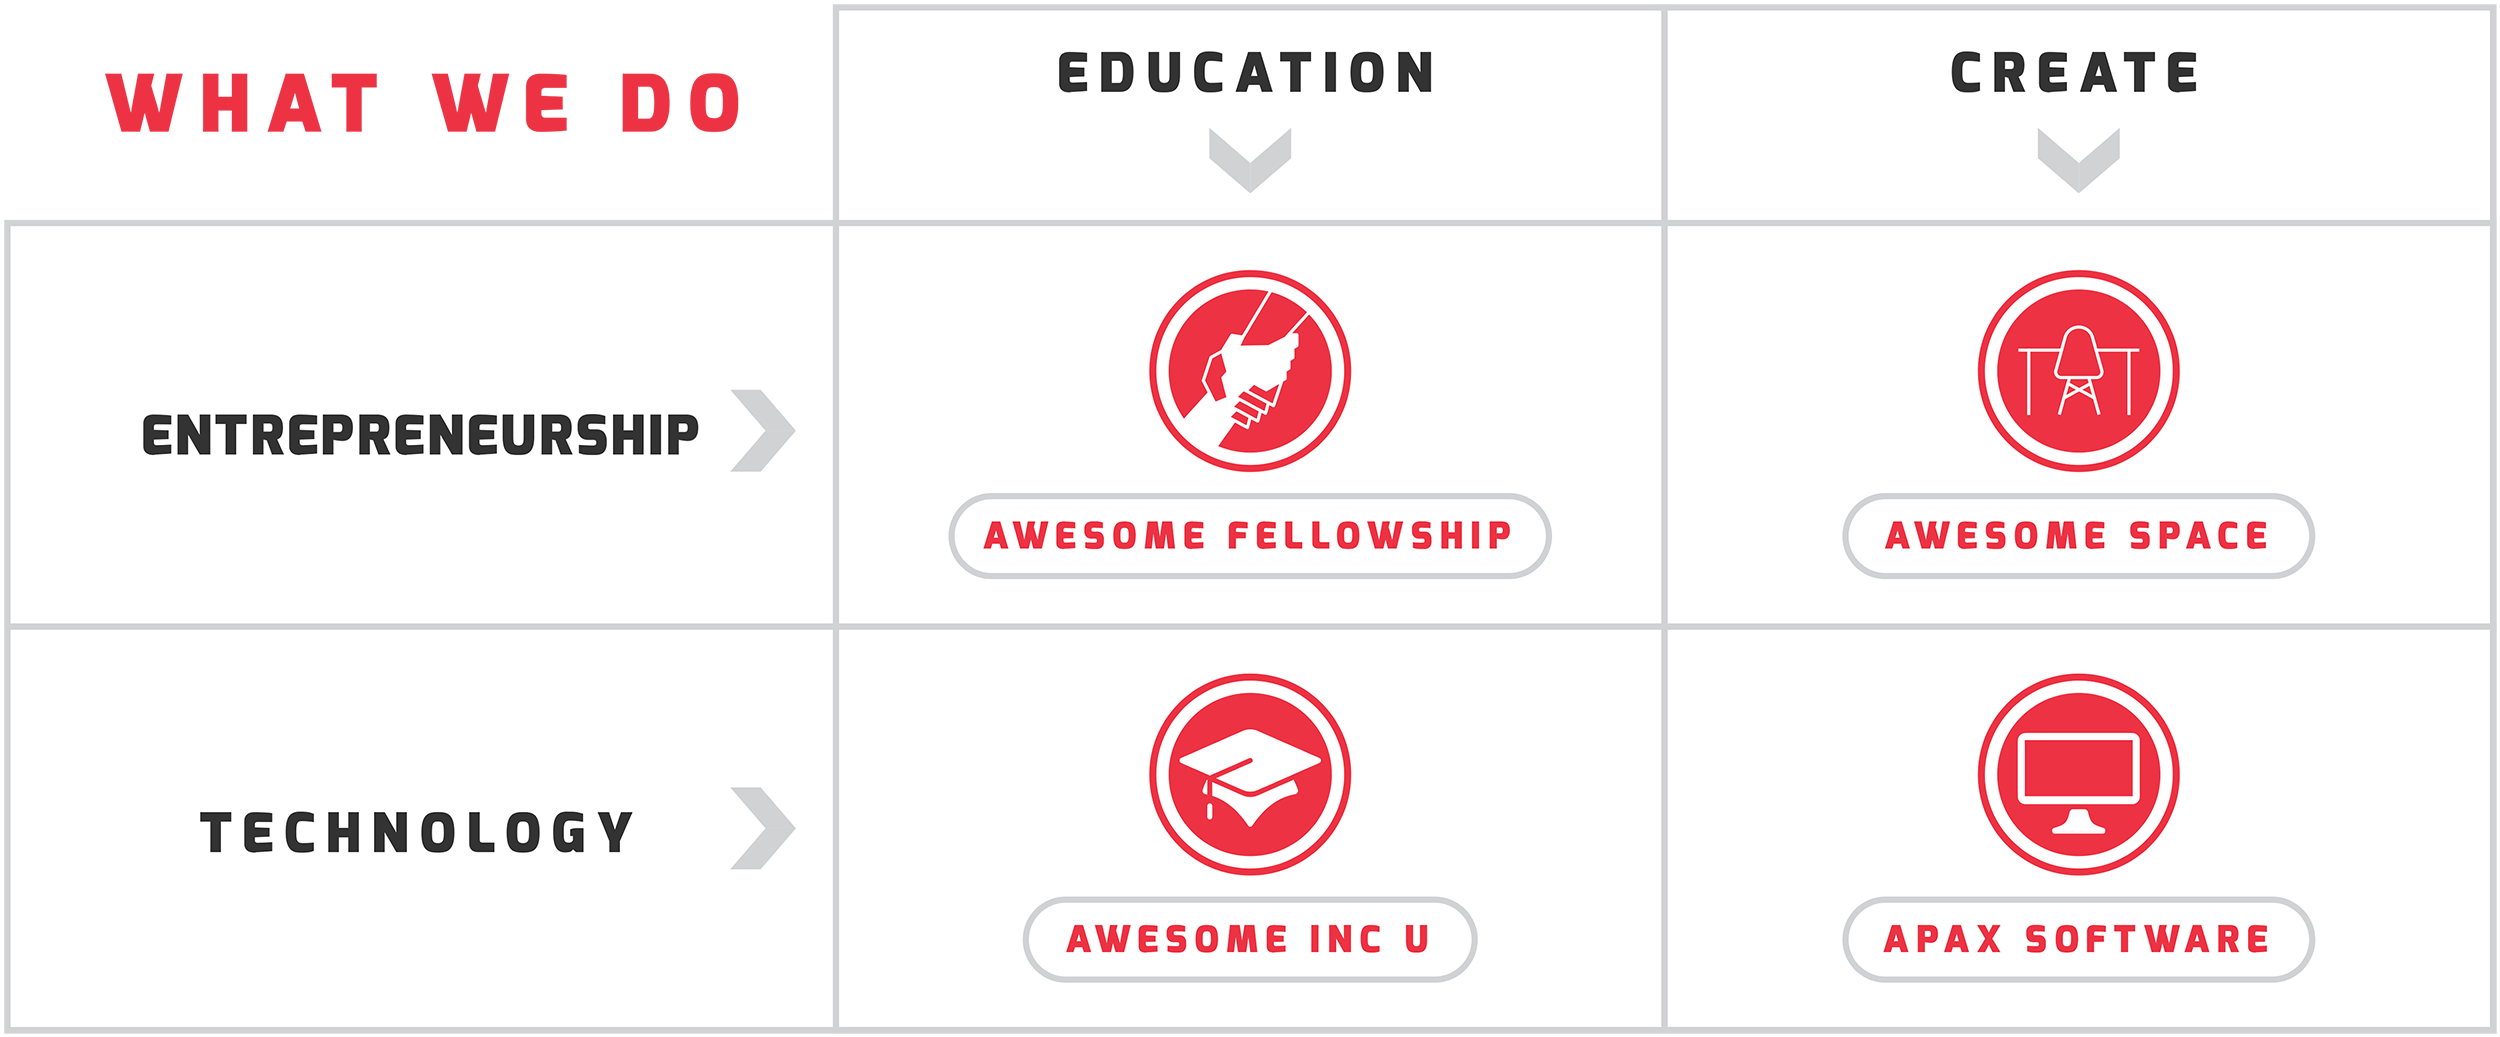 WHAT WE DO
EDUCATION
CREATE
ENTREPRENEURSHIP
AWESOME FELLOWSHIP
AWESOME SPACE
TECHNOLOGY
AWESOME INC U
APAX SOFTWARE